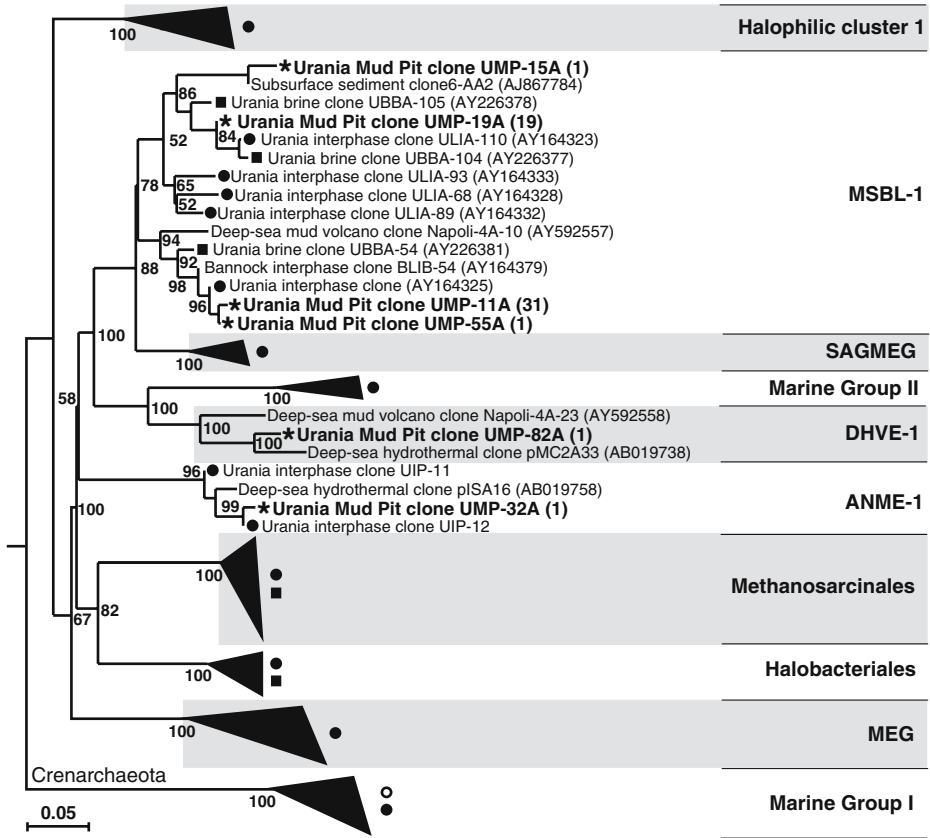 100
Halophilic cluster 1
*Urania Mud Pit clone UMP-15A (1)
Subsurface sediment clone6-AA2 (AJ867784)
86
Urania brine clone UBBA-105 (AY226378)
*Urania Mud Pit clone UMP-19A (19)
84
Urania interphase clone ULIA-110 (AY164323)
52
Urania brine clone UBBA-104 (AY226377)
Urania interphase clone ULIA-93 (AY164333)
78
65
Urania interphase clone ULIA-68 (AY164328)
MSBL-1
52
Urania interphase clone ULIA-89 (AY164332)
Deep-sea mud volcano clone Napoli-4A-10 (AY592557)
94
Urania brine clone UBBA-54 (AY226381)
88
92
Bannock interphase clone BLIB-54 (AY164379)
98
Urania interphase clone (AY164325)
96
*Urania Mud Pit clone UMP-11A (31)
*Urania Mud Pit clone UMP-55A (1)
100
SAGMEG
100
Marine Group II
100
58
100
Deep-sea mud volcano clone Napoli-4A-23 (AY592558)
100
100
*Urania Mud Pit clone UMP-82A (1)
DHVE-1
Deep-sea hydrothermal clone pMC2A33 (AB019738)
96
Urania interphase clone UIP-11
Deep-sea hydrothermal clone pISA16 (AB019758)
ANME-1
99
*Urania Mud Pit clone UMP-32A (1)
100
Urania interphase clone UIP-12
100
Methanosarcinales
82
67
100
Halobacteriales
100
MEG
Crenarchaeota
100
Marine Group I
0.05